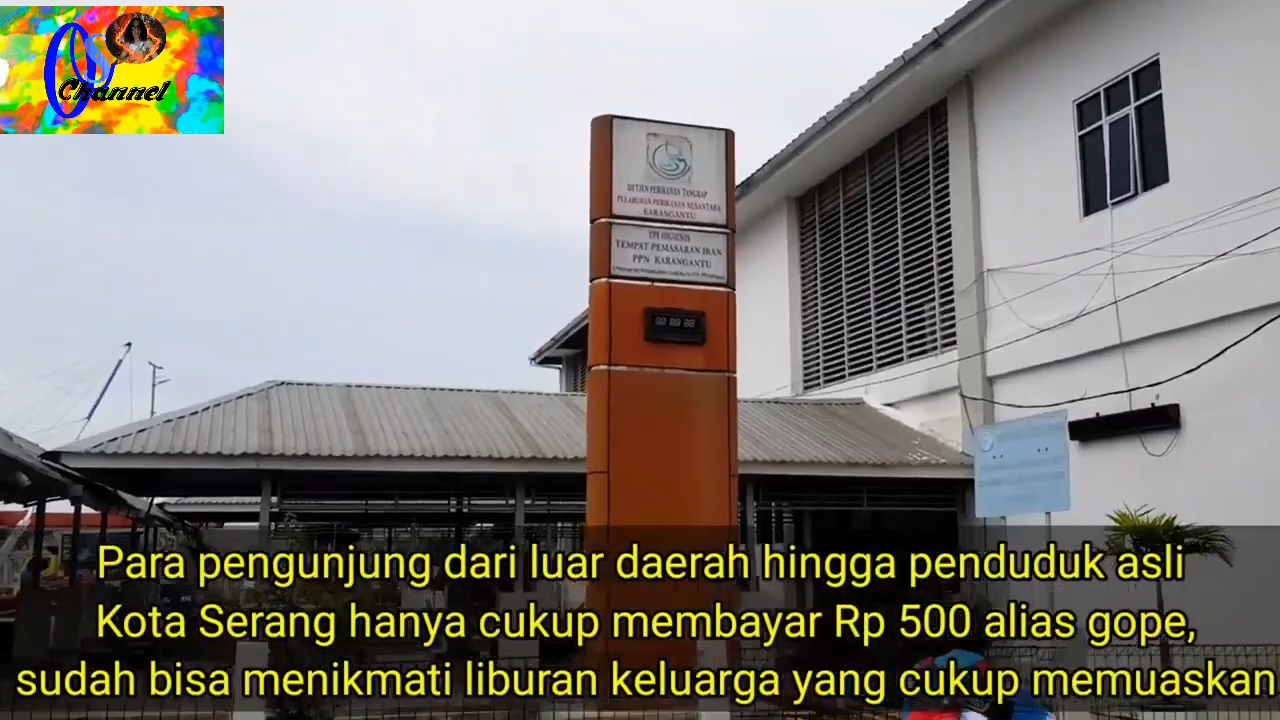 Channel
DITJEN PERIKANAN TANGKAP
PELABUHAN PERIKANAN NUSANTARA
KARANGANTU
TPI HIGIENIS
TEMPAT PEMASARAN IKAN
PPN KARANGANTU
Para pengunjung dari luar daerah hingga penduduk asli
Kota Serang hanya cukup membayar Rp 500 alias gope,
sudah bisa menikmati liburan keluarga yang cukup memuaskan